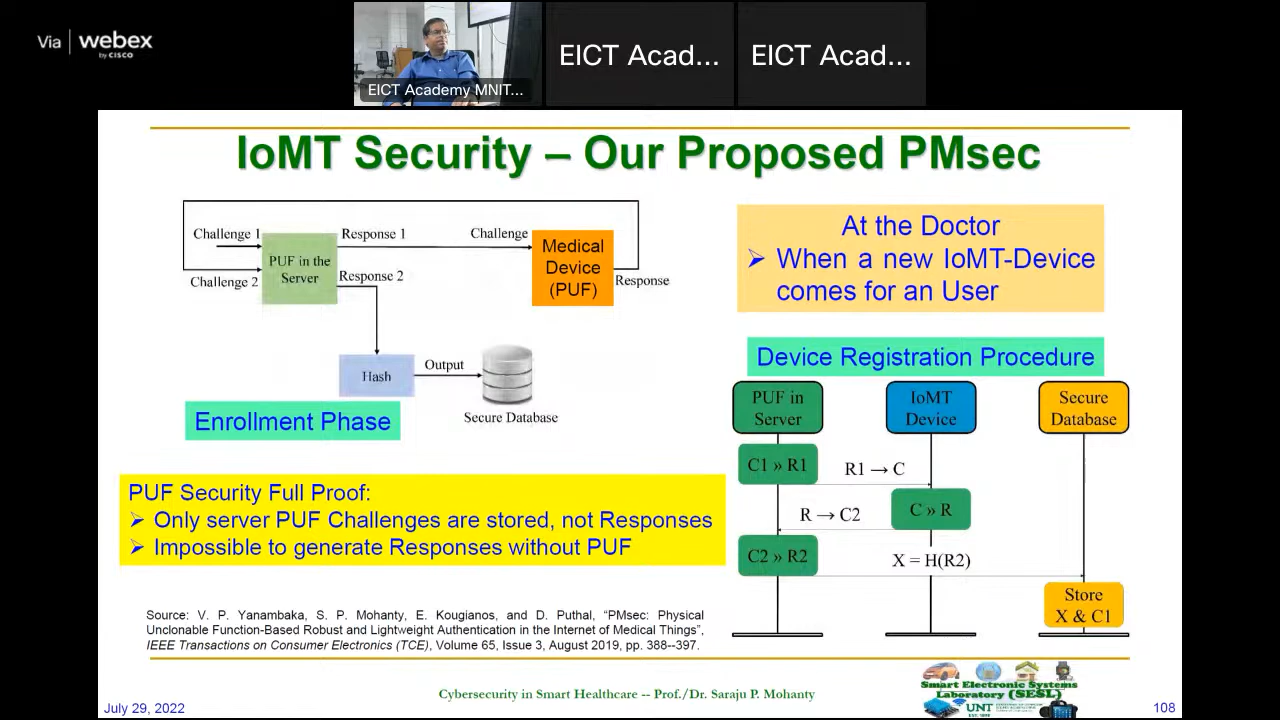 Via | webex
by CISCO
EICT Academy MNIT...
EICT Acad...
EICT Acad...
IoMT Security – Our Proposed PMsec
Challenge 1
Response 1
Challenge
PUF in the
Server
Medical
Device
(PUF)
Challenge 2
Response 2
Response
Hash
Output
Secure Database
Enrollment Phase
At the Doctor
➢ When a new IoMT-Device
comes for an User
Device Registration Procedure
PUF in
Server
IoMT
Device
Secure
Database
C1 » R1
R1 → C
C » R
R → C2
C2 » R2
X = H(R2)
Store
X & C1
PUF Security Full Proof:
➢ Only server PUF Challenges are stored, not Responses
➢ Impossible to generate Responses without PUF
Source: V. P. Yanambaka, S. P. Mohanty, E. Kougianos, and D. Puthal, “PMsec: Physical
Unclonable Function-Based Robust and Lightweight Authentication in the Internet of Medical Things”,
IEEE Transactions on Consumer Electronics (TCE), Volume 65, Issue 3, August 2019, pp. 388--397.
July 29, 2022
Cybersecurity in Smart Healthcare -- Prof./Dr. Saraju P. Mohanty
Smart Electronic Systems
Laboratory (SESL)
UNT
EST. 1890
108